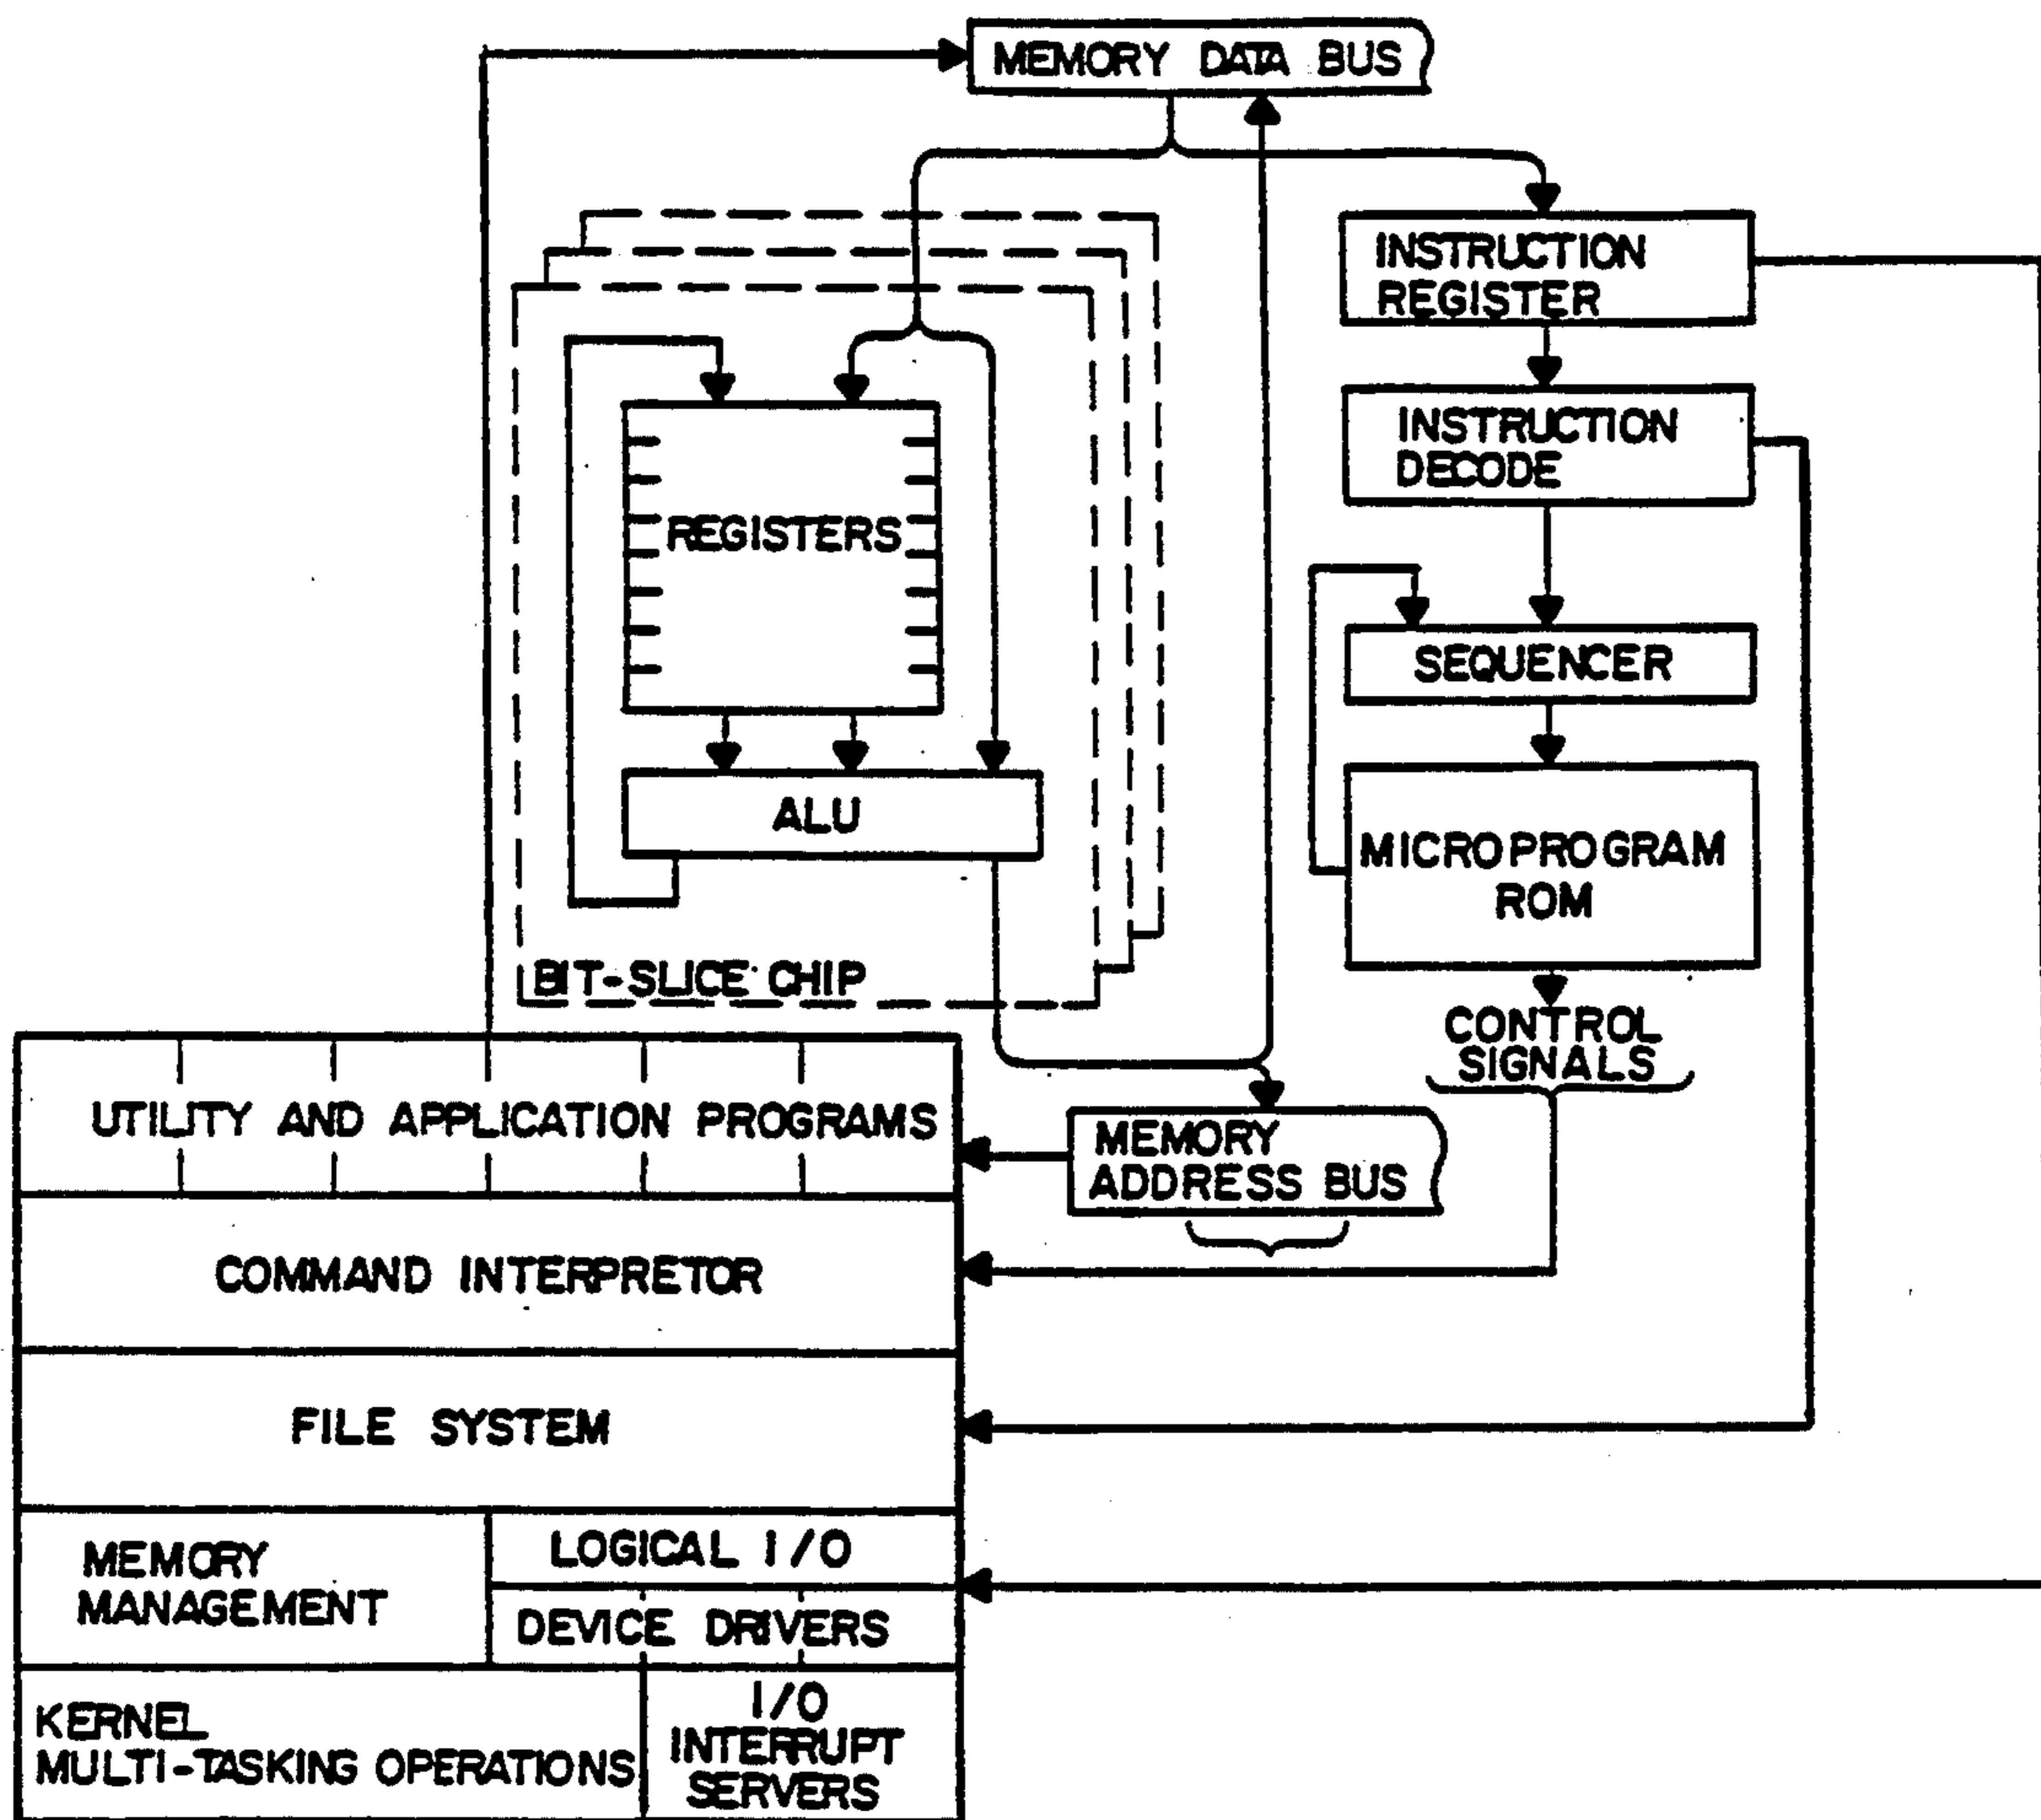 MEMORY DATA BUS
INSTRUCTION
REGISTER
INSTRUCTION
DECODE
REGISTERS
SEQUENCER
ALU
MICROPROGRAM
ROM
BIT-SLICE CHIP
CONTROL
SIGNALS
UTILITY AND APPLICATION PROGRAMS
MEMORY
ADDRESS BUS
COMMAND INTERPRETOR
FILE SYSTEM
MEMORY
MANAGEMENT
LOGICAL I/O
DEVICE DRIVERS
KERNEL
MULTI-TASKING OPERATIONS
I/O
INTERRUPT
SERVERS